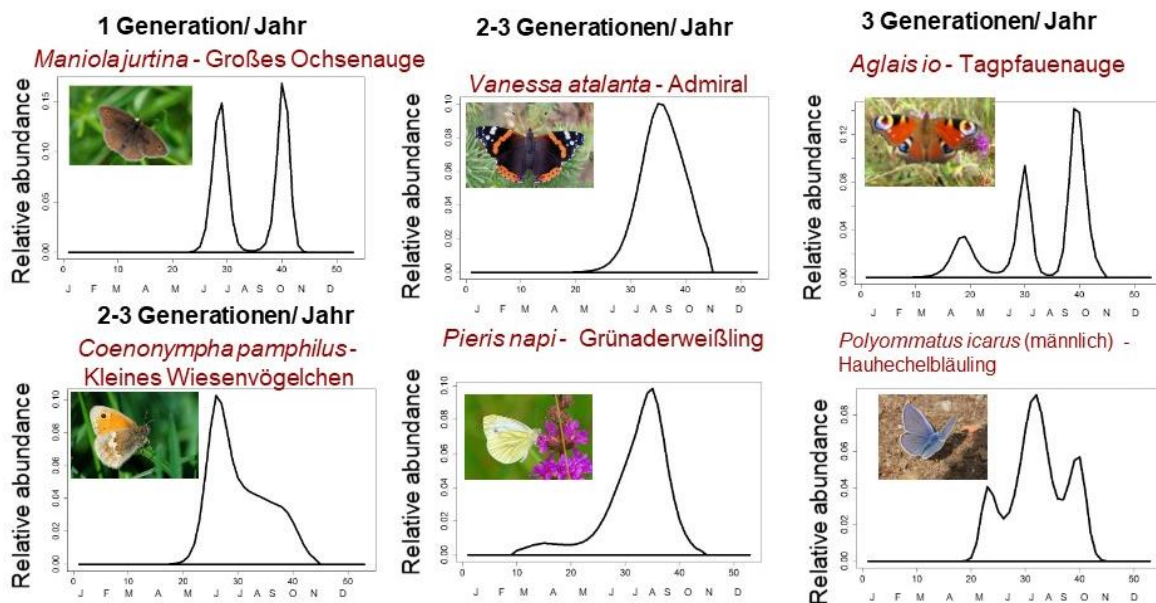 1 Generation/ Jahr
Maniola jurtina - Großes Ochsenauge
Relative abundance
0.00 0.05 0.10 0.15
0 10 20 30 40 50
J F M A M J J A S O N D
2-3 Generationen/ Jahr
Vanessa atalanta - Admiral
Relative abundance
0.00 0.02 0.04 0.06 0.08 0.10
0 10 20 30 40 50
J F M A M J J A S O N D
3 Generationen/ Jahr
Aglais io - Tagpfauenauge
Relative abundance
0.00 0.04 0.08 0.12
0 10 20 30 40 50
J F M A M J J A S O N D
2-3 Generationen/ Jahr
Coenonympha pamphilus -
Kleines Wiesenvögelchen
Relative abundance
0.00 0.02 0.04 0.06 0.08 0.10
0 10 20 30 40 50
J F M A M J J A S O N D
Pieris napi - Grünaderweißling
Relative abundance
0.00 0.02 0.04 0.06 0.08 0.10
0 10 20 30 40 50
J F M A M J J A S O N D
Polyommatus icarus (männlich) -
Hauhechelbläuling
Relative abundance
0.00 0.02 0.04 0.06 0.08
0 10 20 30 40 50
J F M A M J J A S O N D